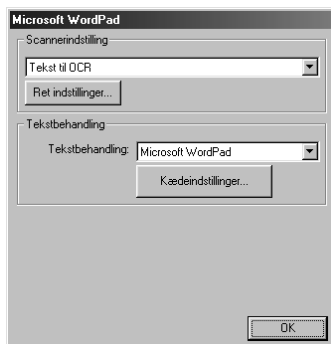 Microsoft WordPad
Scannerindstilling
Tekst til OCR
Ret indstillinger...
Tekstbehandling
Tekstbehandling: Microsoft WordPad
Kædeindstillinger...
OK